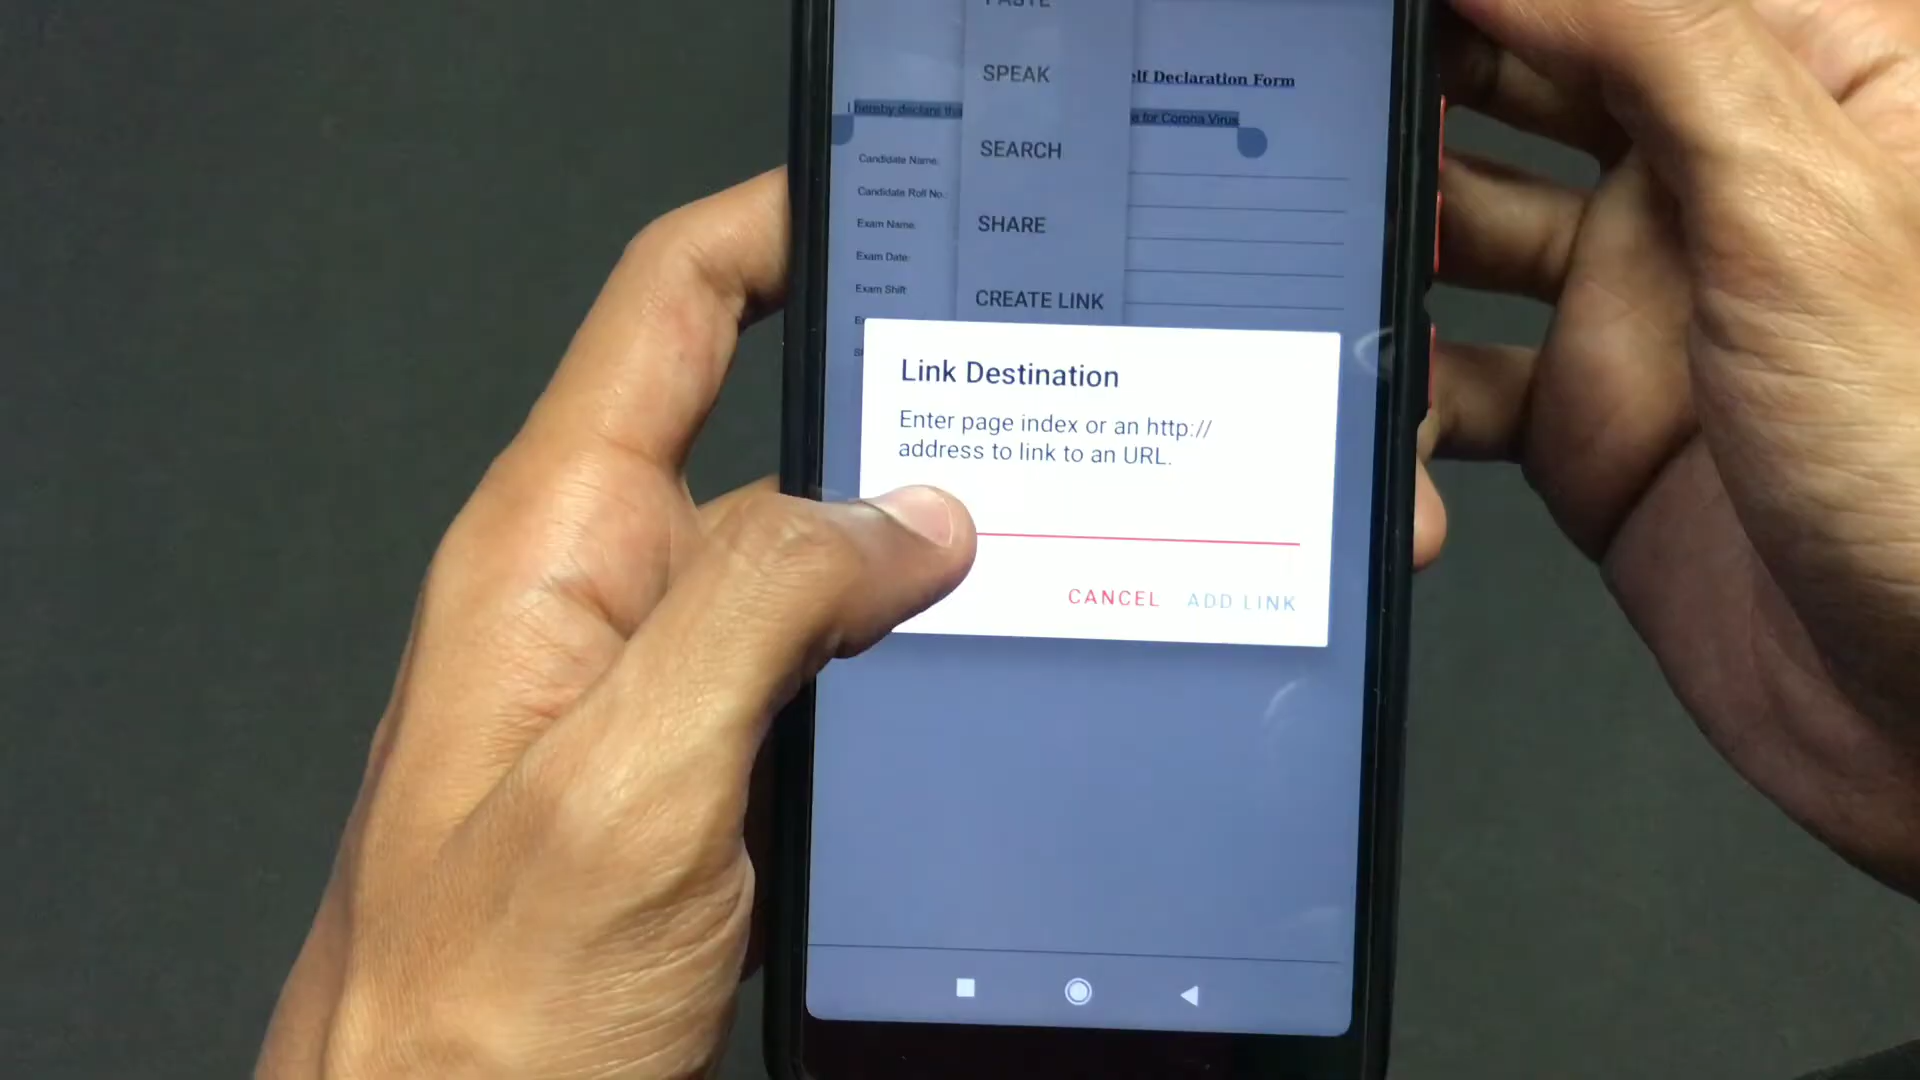 PASTE
SPEAK
elf Declaration Form
I hereby declare tha
e for Corona Virus
SEARCH
Candidate Name:
Candidate Roll No.:
SHARE
Exam Name:
Exam Date:
Exam Shift:
CREATE LINK
Link Destination
Enter page index or an http://
address to link to an URL.
CANCEL ADD LINK